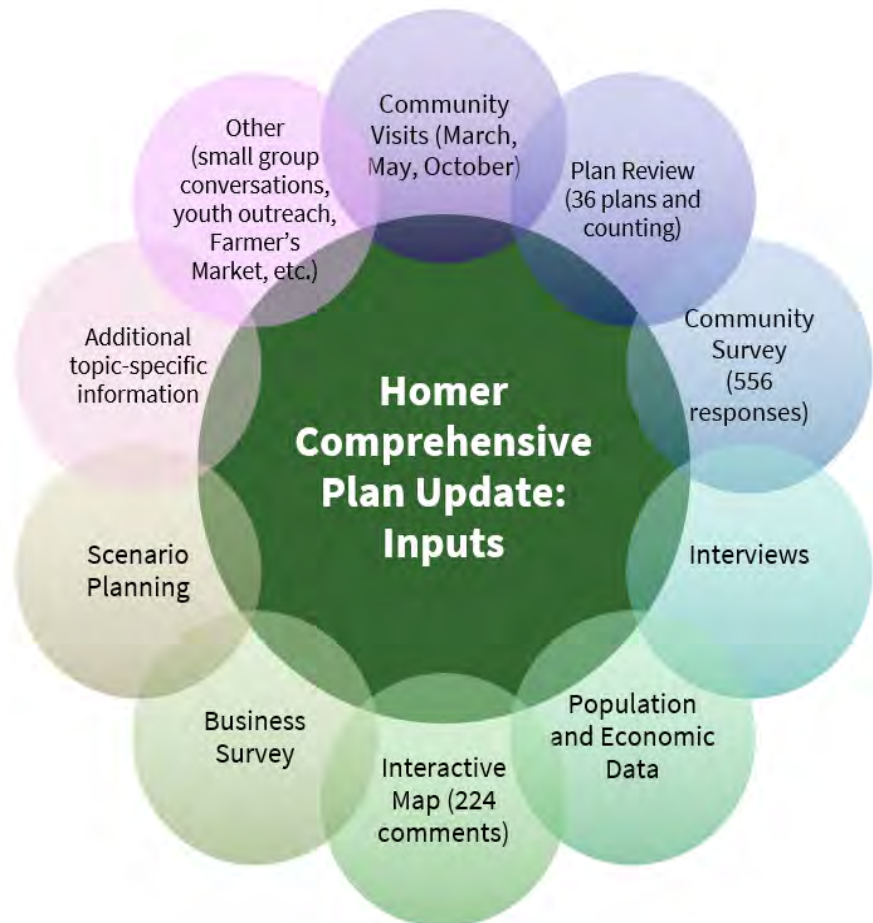 Homer
Comprehensive
Plan Update:
Inputs
Community
Visits (March,
May, October)
Plan Review
(36 plans and
counting)
Community
Survey
(556
responses)
Interviews
Population
and Economic
Data
Interactive
Map (224
comments)
Business
Survey
Scenario
Planning
Additional
topic-specific
information
Other
(small group
conversations,
youth outreach,
Farmer’s
Market, etc.)